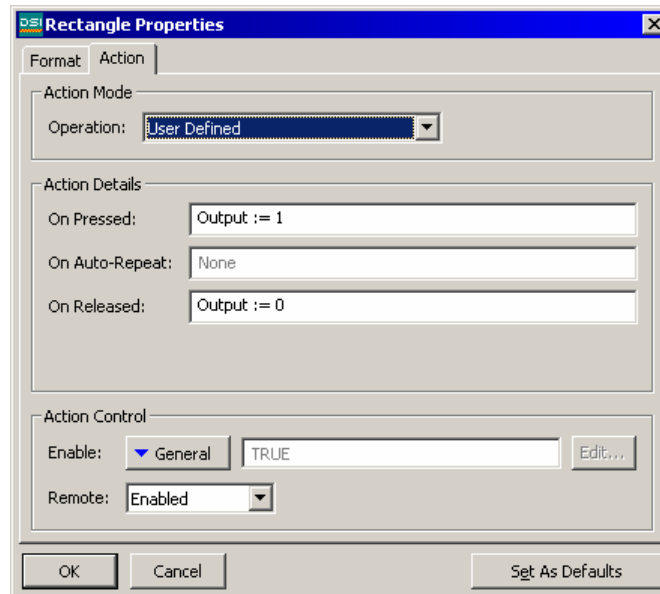 DSI Rectangle Properties
Format Action
Action Mode
Operation: User Defined
Action Details
On Pressed: Output := 1
On Auto-Repeat: None
On Released: Output := 0
Action Control
Enable: General TRUE Edit...
Remote: Enabled
OK Cancel Set As Defaults